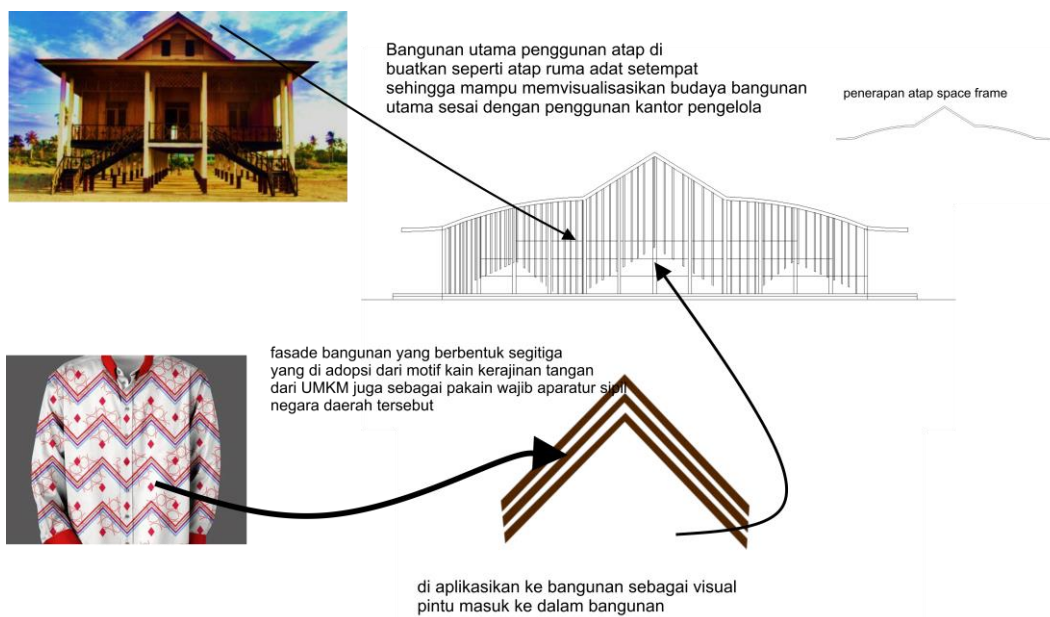 Bangunan utama penggunan atap di
buatkan seperti atap ruma adat setempat
sehingga mampu memvisualisasikan budaya bangunan
utama sesai dengan penggunan kantor pengelola
penerapan atap space frame
fasade bangunan yang berbentuk segitiga
yang di adopsi dari motif kain kerajinan tangan
dari UMKM juga sebagai pakain wajib aparatur sipil
negara daerah tersebut
di aplikasikan ke bangunan sebagai visual
pintu masuk ke dalam bangunan